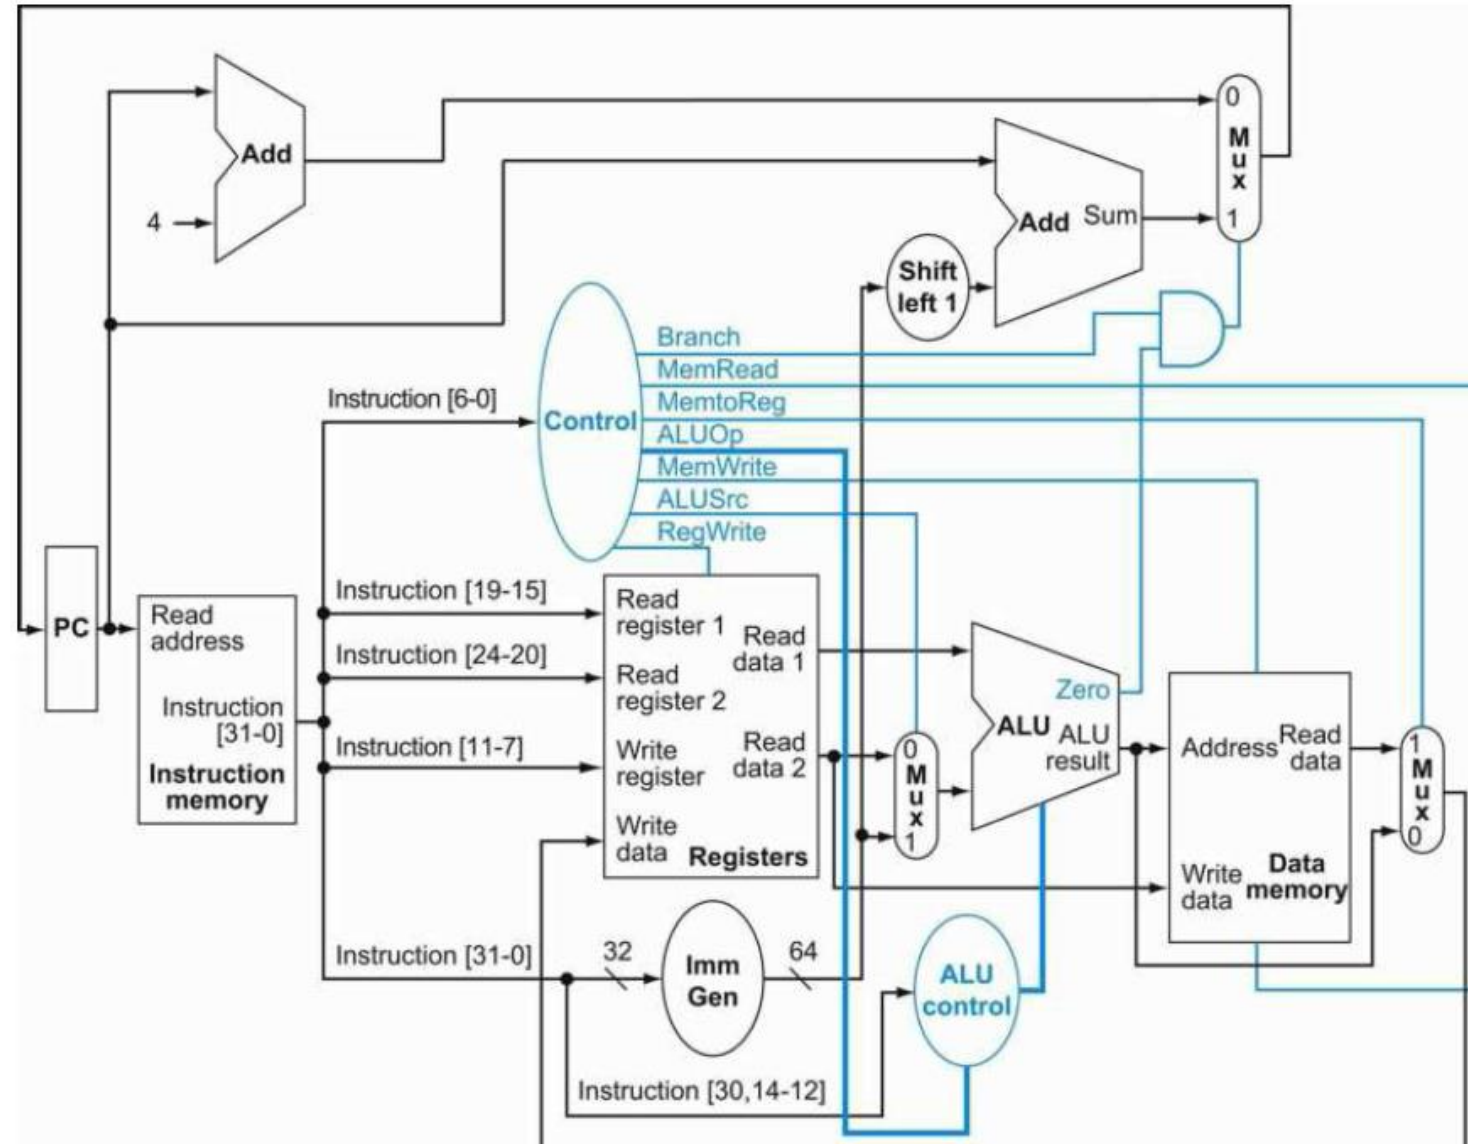 Add
4
0
M
u
x
1
Add Sum
Shift
left 1
Branch
MemRead
MemtoReg
ALUOp
MemWrite
ALUSrc
RegWrite
Control
Instruction [6-0]
PC
Read
address
Instruction
[31-0]
Instruction
memory
Instruction [19-15]
Instruction [24-20]
Instruction [11-7]
Instruction [31-0]
Read
register 1
Read
register 2
Write
register
Write
data
Read
data 1
Read
data 2
Registers
0
M
u
x
1
Zero
ALU
ALU
result
Address
Read
data
Write
data
Data
memory
1
M
u
x
0
32
Imm
Gen
64
ALU
control
Instruction [30,14-12]